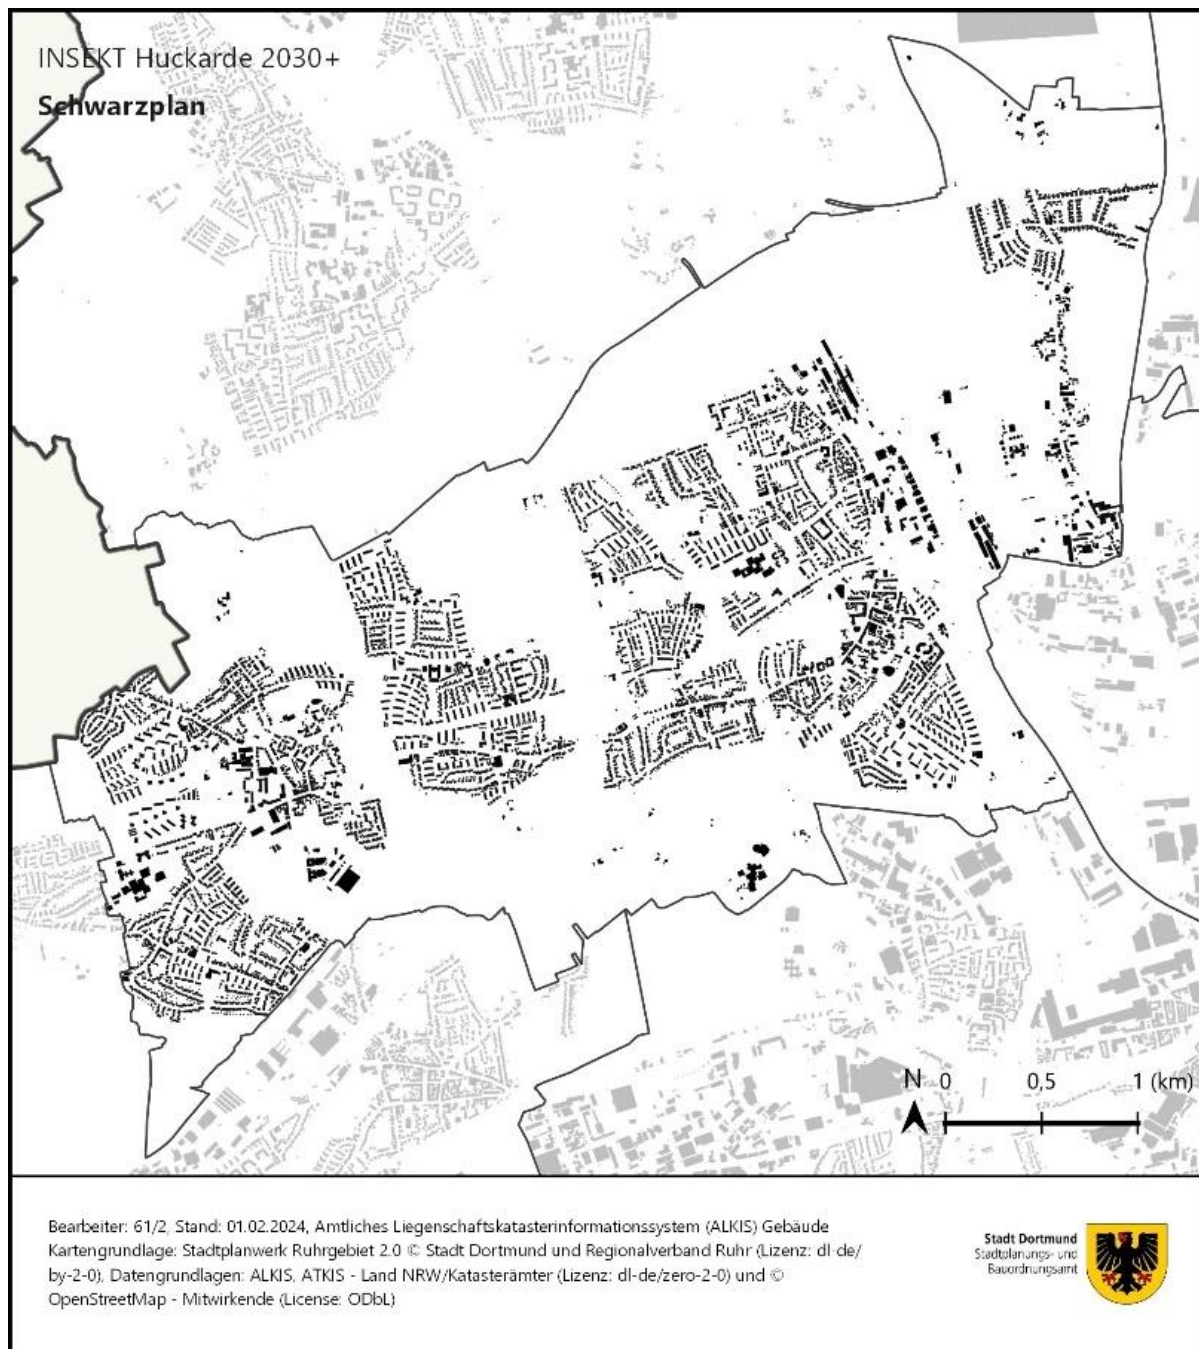 INSEKT Huckarde 2030+
Schwarzplan
N 0 0,5 1 (km)
Bearbeiter: 61/2, Stand: 01.02.2024, Amtliches Liegenschaftskatasterinformationssystem (ALKIS) Gebäude
Kartengrundlage: Stadtplanwerk Ruhrgebiet 2.0 © Stadt Dortmund und Regionalverband Ruhr (Lizenz: dl-de/
by-2-0), Datengrundlagen: ALKIS, ATKIS - Land NRW/Katasterämter (Lizenz: dl-de/zero-2-0) und ©
OpenStreetMap - Mitwirkende (License: ODbL)
Stadt Dortmund
Stadtplanungs- und
Bauordnungsamt